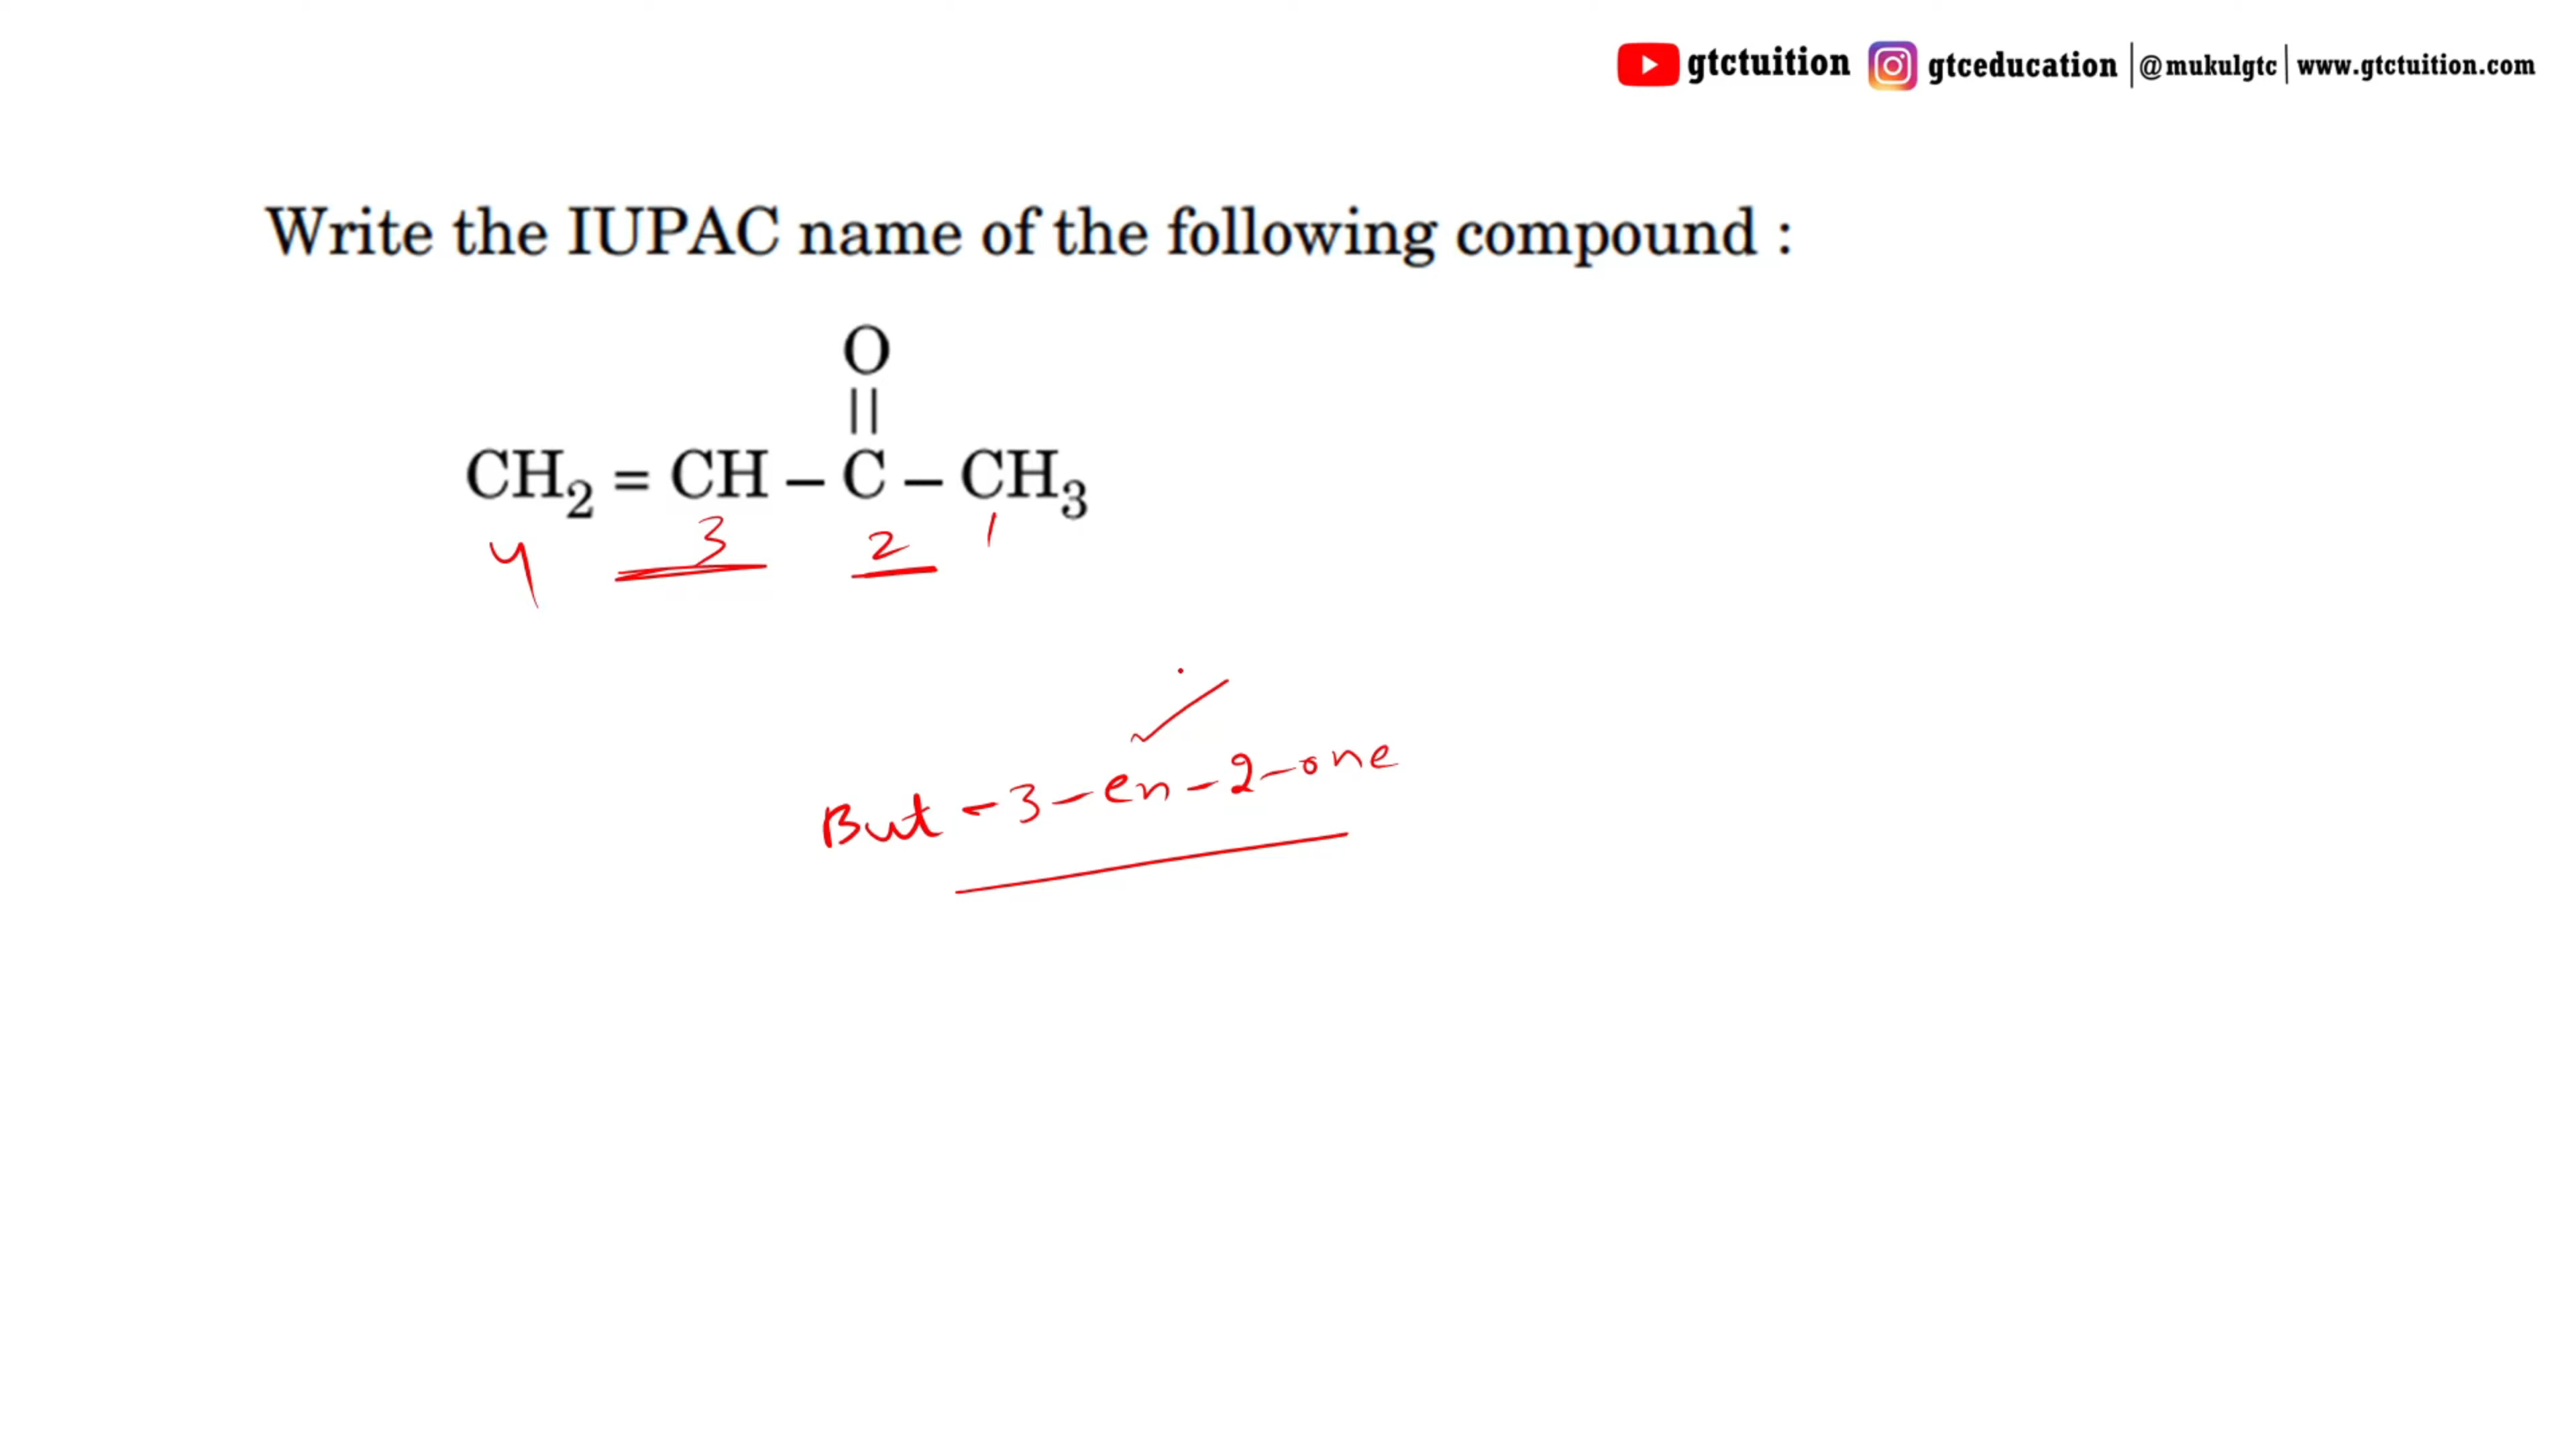 gtctuition gtceducation | @mukulgtc | www.gtctuition.com
Write the IUPAC name of the following compound :
O
||
CH₂ = CH – C – CH₃
4 3 2 1
But - 3 - en - 2 - one